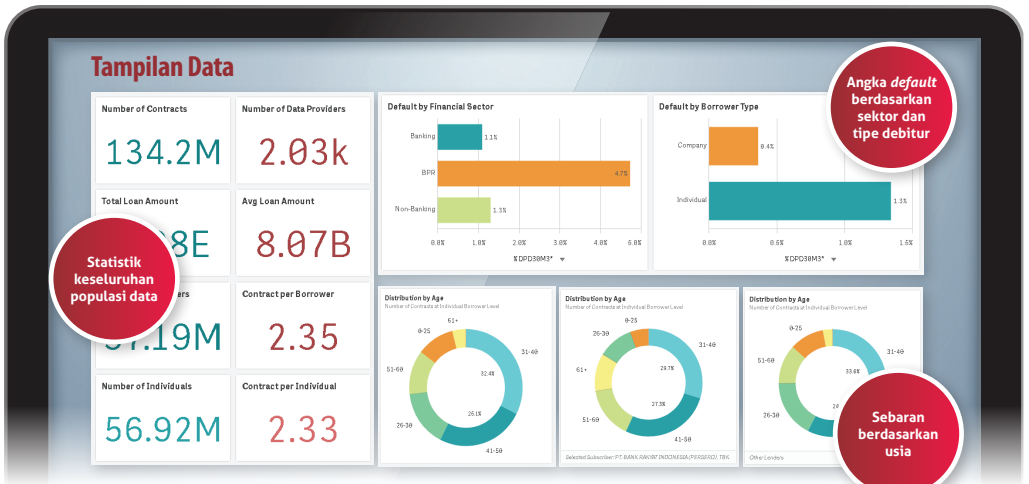 Tampilan Data
Angka default
berdasarkan
sektor dan
tipe debitur
Number of Contracts
134.2M
Number of Data Providers
2.03k
Total Loan Amount
8E
Avg Loan Amount
8.07B
Statistik
keseluruhan
populasi data
.19M
Contract per Borrower
2.35
Number of Individuals
56.92M
Contract per Individual
2.33
Default by Financial Sector
Banking
1.1%
BPR
4.7%
Non-Banking
1.3%
0.0% 1.0% 2.0% 3.0% 4.0% 5.0%
%DPD30M3*
Default by Borrower Type
Company
0.4%
Individual
1.3%
0.0% 0.6% 1.0% 1.6%
%DPD30M3*
Distribution by Age
Number of Contracts at Individual Borrower Level
61+
0-25
31-40
51-60
32.4%
25.1%
26-30
41-50
Distribution by Age
Number of Contracts at Individual Borrower Level
0-25
26-30
31-40
61+
29.7%
27.3%
51-60
41-50
Selected Subscriber: PT. BANK RAKYAT INDONESIA (PERSERO), TBK.
Distribution by Age
Number of Contracts at Individual Borrower Level
0-25
31-40
51-60
33.8%
26-30
Other Lenders
Sebaran
berdasarkan
usia